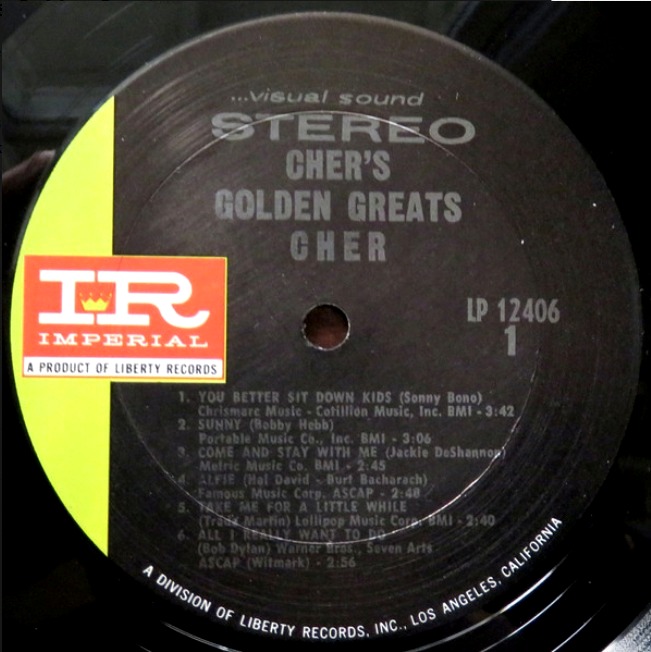 ...visual sound
STEREO
CHER'S
GOLDEN GREATS
CHER
IR
IMPERIAL
A PRODUCT OF LIBERTY RECORDS
LP 12406
1
1. YOU BETTER SIT DOWN KIDS (Sonny Bono)
Chrismarc Music - Cotillion Music, Inc. BMI - 3:42
2. SUNNY (Bobby Hebb)
Portable Music Co., Inc. BMI - 3:06
3. COME AND STAY WITH ME (Jackie DeShannon)
Metric Music Co. BMI - 2:45
4. ALFIE (Hal David - Burt Bacharach)
Famous Music Corp. ASCAP - 2:48
5. TAKE ME FOR A LITTLE WHILE
(Trade Martin) Lollipop Music Corp. BMI - 2:40
6. ALL I REALLY WANT TO DO
(Bob Dylan) Warner Bros., Seven Arts
ASCAP (Witmark) - 2:56
A DIVISION OF LIBERTY RECORDS, INC., LOS ANGELES, CALIFORNIA